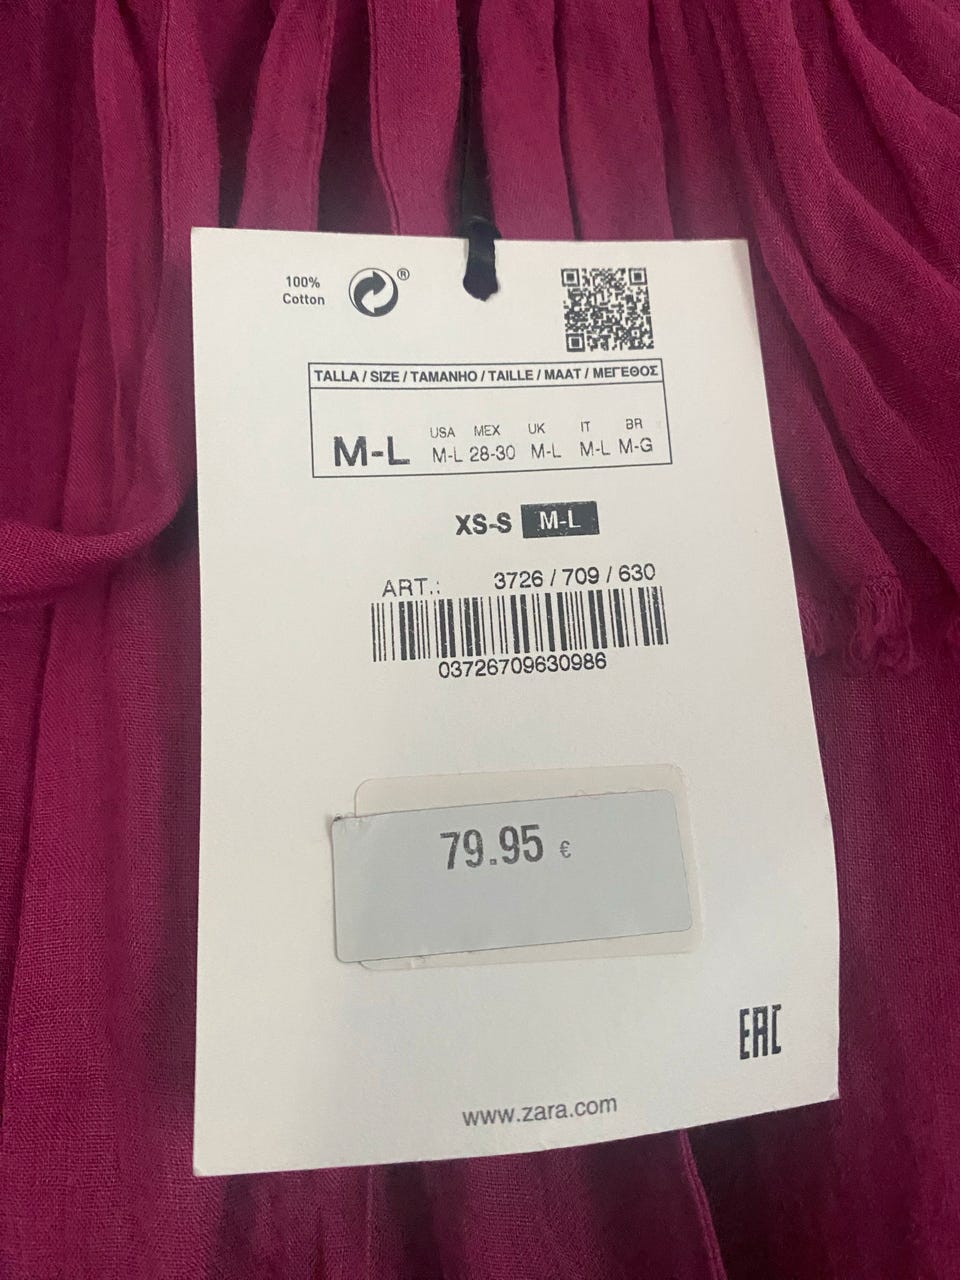 100%
Cotton
®
TALLA / SIZE / TAMANHO / TAILLE / MAAT / ΜΕΓΕΘΟΣ
USA MEX UK IT BR
M-L M-L 28-30 M-L M-L M-G
XS-S M-L
ART.: 3726 / 709 / 630
03726709630986
79.95 €
EAC
www.zara.com